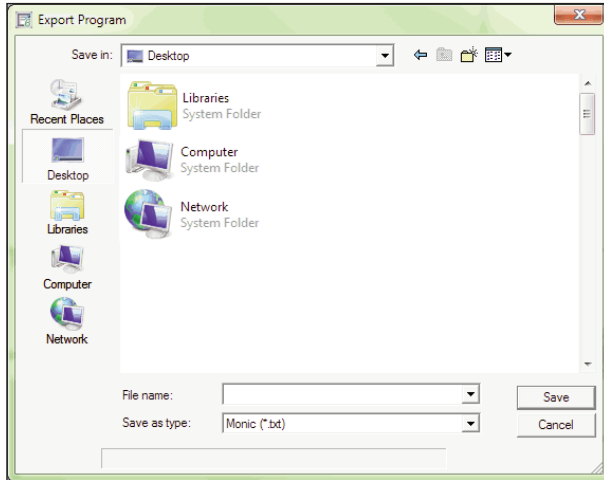 Export Program
Save in: Desktop
Recent Places
Desktop
Libraries
Computer
Network
Libraries
System Folder
Computer
System Folder
Network
System Folder
File name:
Save
Save as type: Monic (*.txt)
Cancel